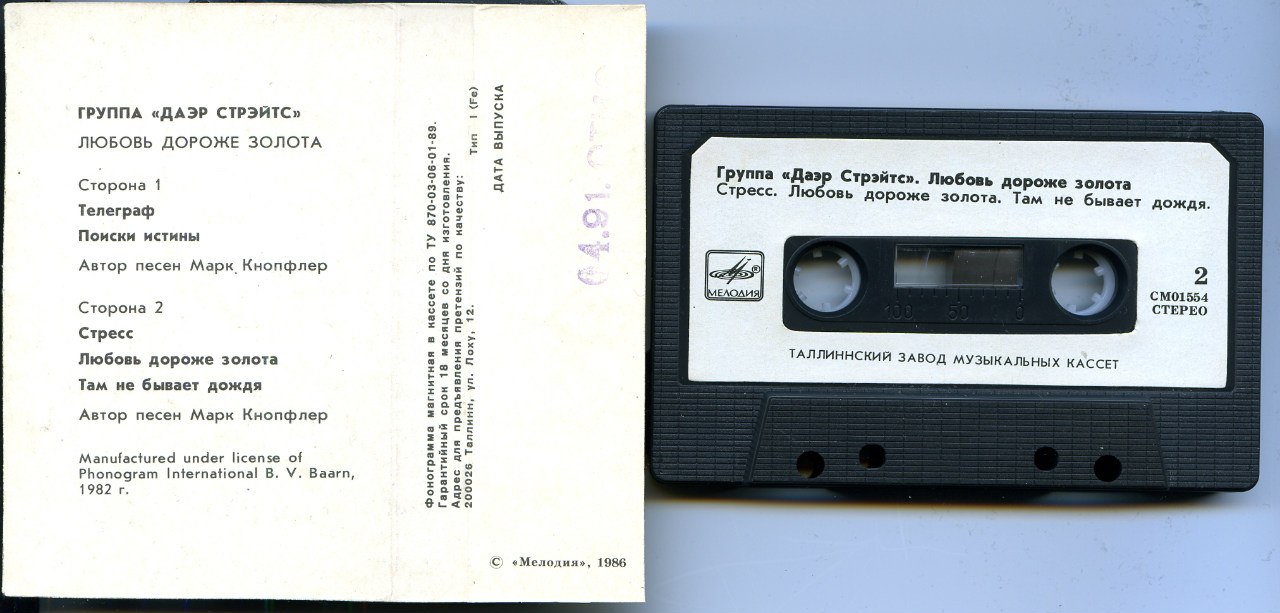 ГРУППА «ДАЭР СТРЭЙТС»
ЛЮБОВЬ ДОРОЖЕ ЗОЛОТА
Сторона 1
Телеграф
Поиски истины
Автор песен Марк Кнопфлер
Сторона 2
Стресс
Любовь дороже золота
Там не бывает дождя
Автор песен Марк Кнопфлер
Manufactured under license of
Phonogram International B. V. Baarn,
1982 г.
Фонограмма магнитная в кассете по ТУ 870-03-06-01-89.
Гарантийный срок 18 месяцев со дня изготовления.
Адрес для предъявления претензий по качеству: Тип I (Fe)
200026 Таллинн, ул. Лоху, 12.
ДАТА ВЫПУСКА
04.91.
© «Мелодия», 1986
Группа «Даэр Стрэйтс». Любовь дороже золота
Стресс. Любовь дороже золота. Там не бывает дождя.
МЕЛОДИЯ ®
100 50 0
2
СМ01554
СТЕРЕО
ТАЛЛИННСКИЙ ЗАВОД МУЗЫКАЛЬНЫХ КАССЕТ